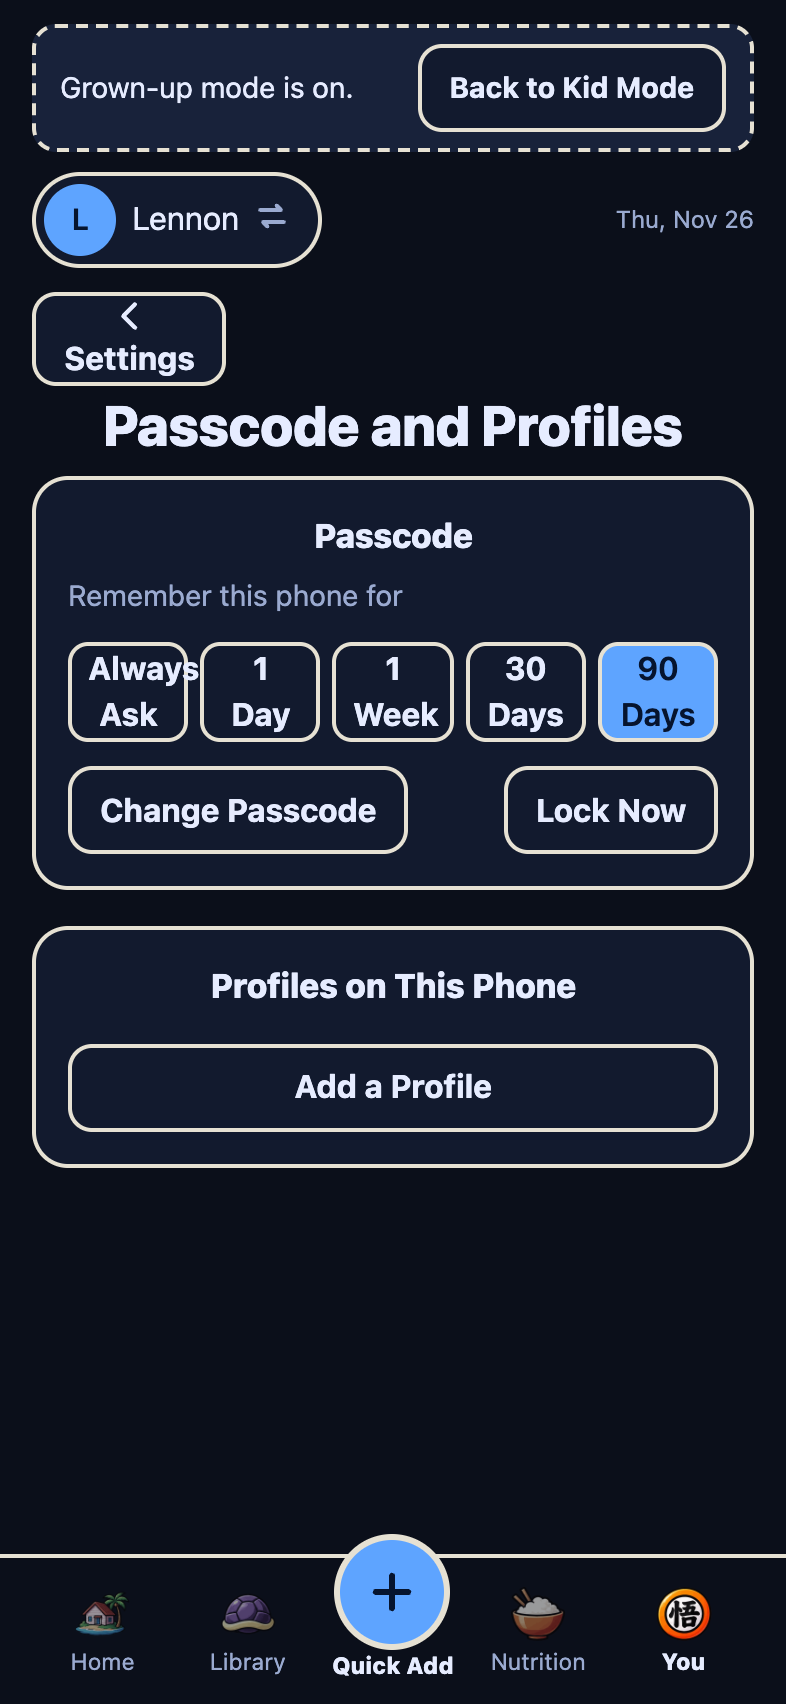 Grown-up mode is on.
Back to Kid Mode
L
Lennon
Thu, Nov 26
Settings
Passcode and Profiles
Passcode
Remember this phone for
Always Ask
1 Day
1 Week
30 Days
90 Days
Change Passcode
Lock Now
Profiles on This Phone
Add a Profile
Home
Library
Quick Add
Nutrition
悟
You